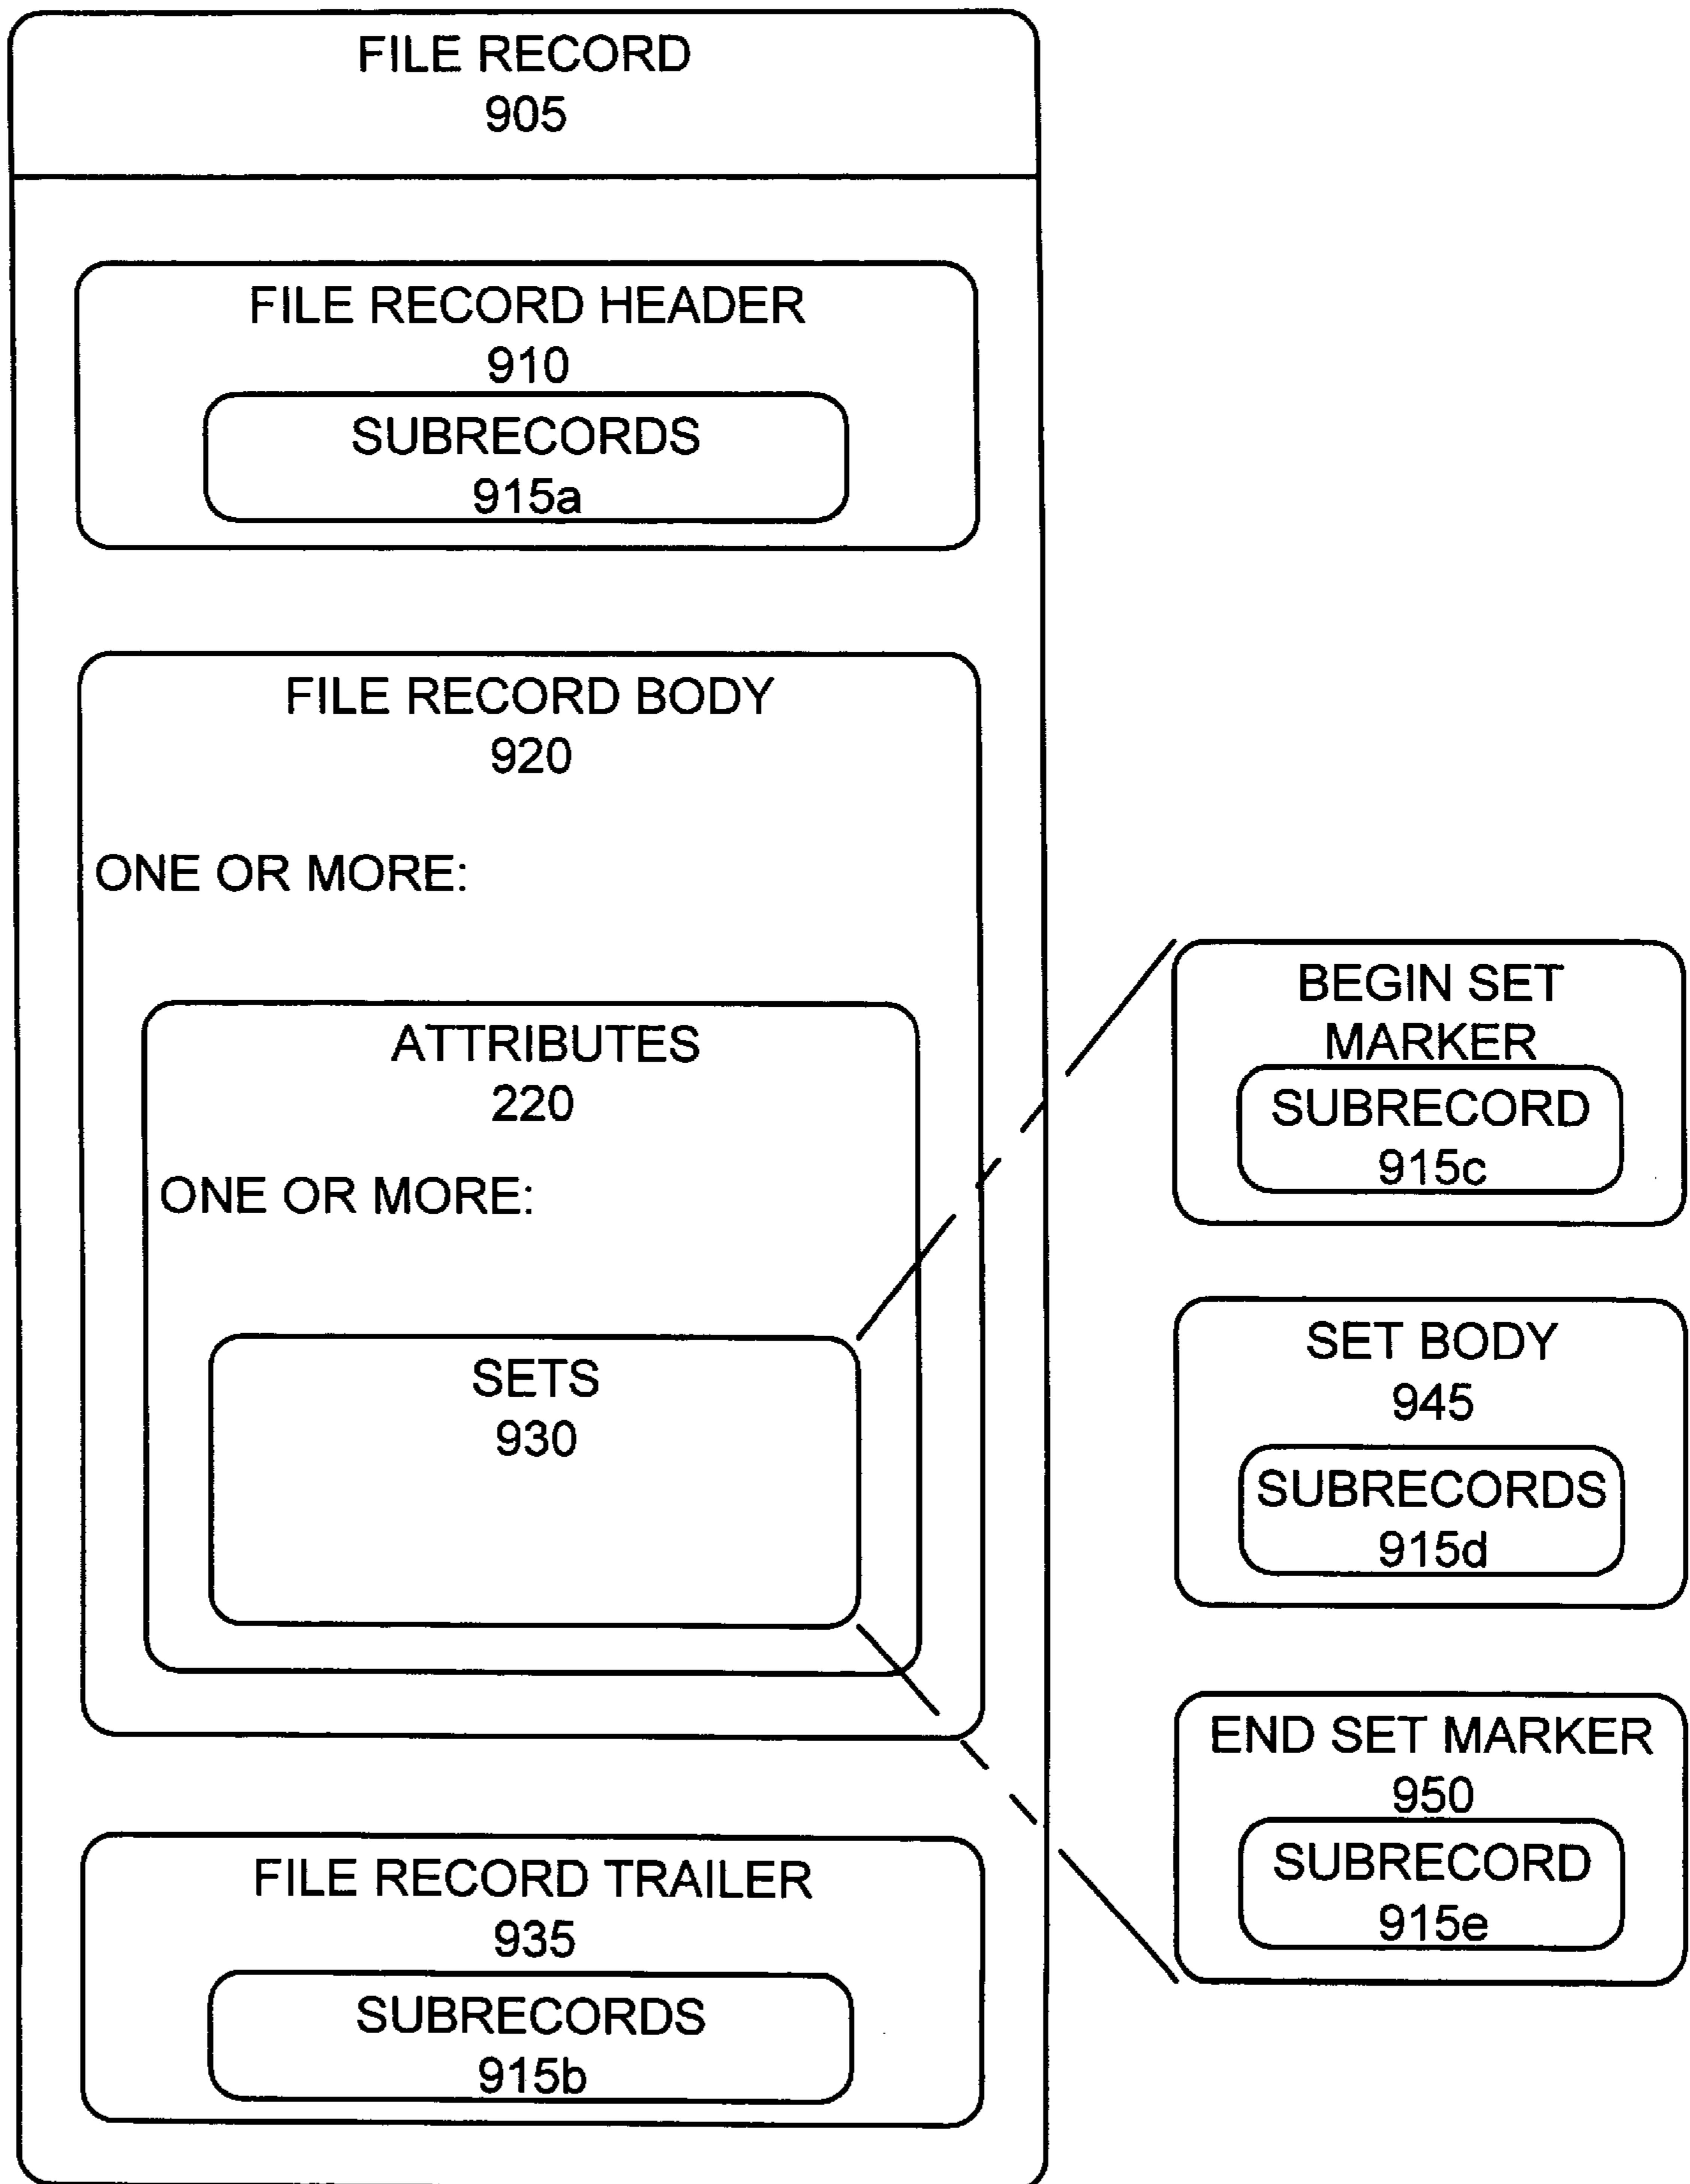 FILE RECORD
905
FILE RECORD HEADER
910
SUBRECORDS
915a
FILE RECORD BODY
920
ONE OR MORE:
ATTRIBUTES
220
ONE OR MORE:
SETS
930
FILE RECORD TRAILER
935
SUBRECORDS
915b
BEGIN SET
MARKER
SUBRECORD
915c
SET BODY
945
SUBRECORDS
915d
END SET MARKER
950
SUBRECORD
915e